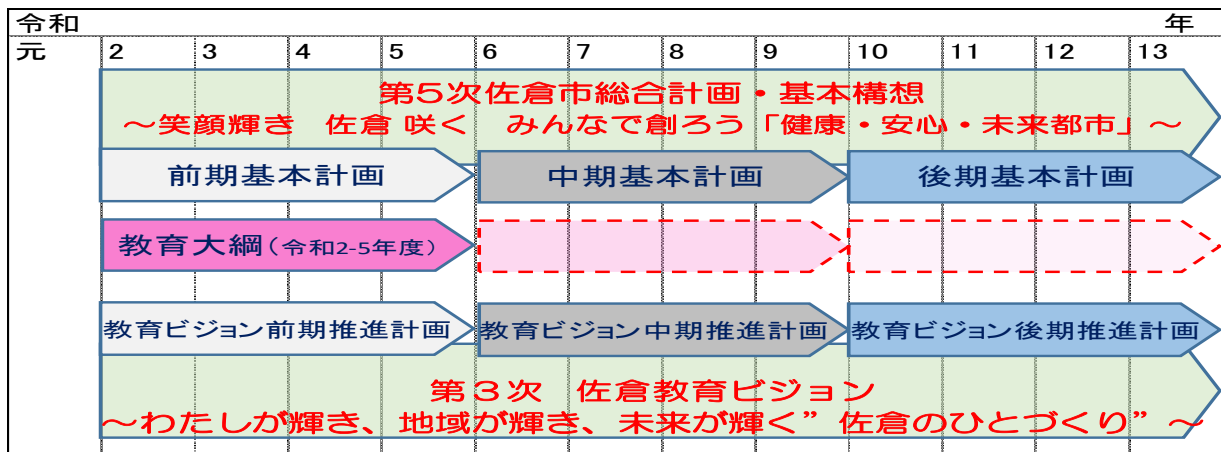 令和 年
元 2 3 4 5 6 7 8 9 10 11 12 13
第5次佐倉市総合計画・基本構想
~笑顔輝き 佐倉 咲く みんなで創ろう「健康・安心・未来都市」~
前期基本計画 中期基本計画 後期基本計画
教育大綱(令和2-5年度)
教育ビジョン前期推進計画 教育ビジョン中期推進計画 教育ビジョン後期推進計画
第3次 佐倉教育ビジョン
~わたしが輝き、地域が輝き、未来が輝く”佐倉のひとづくり”~